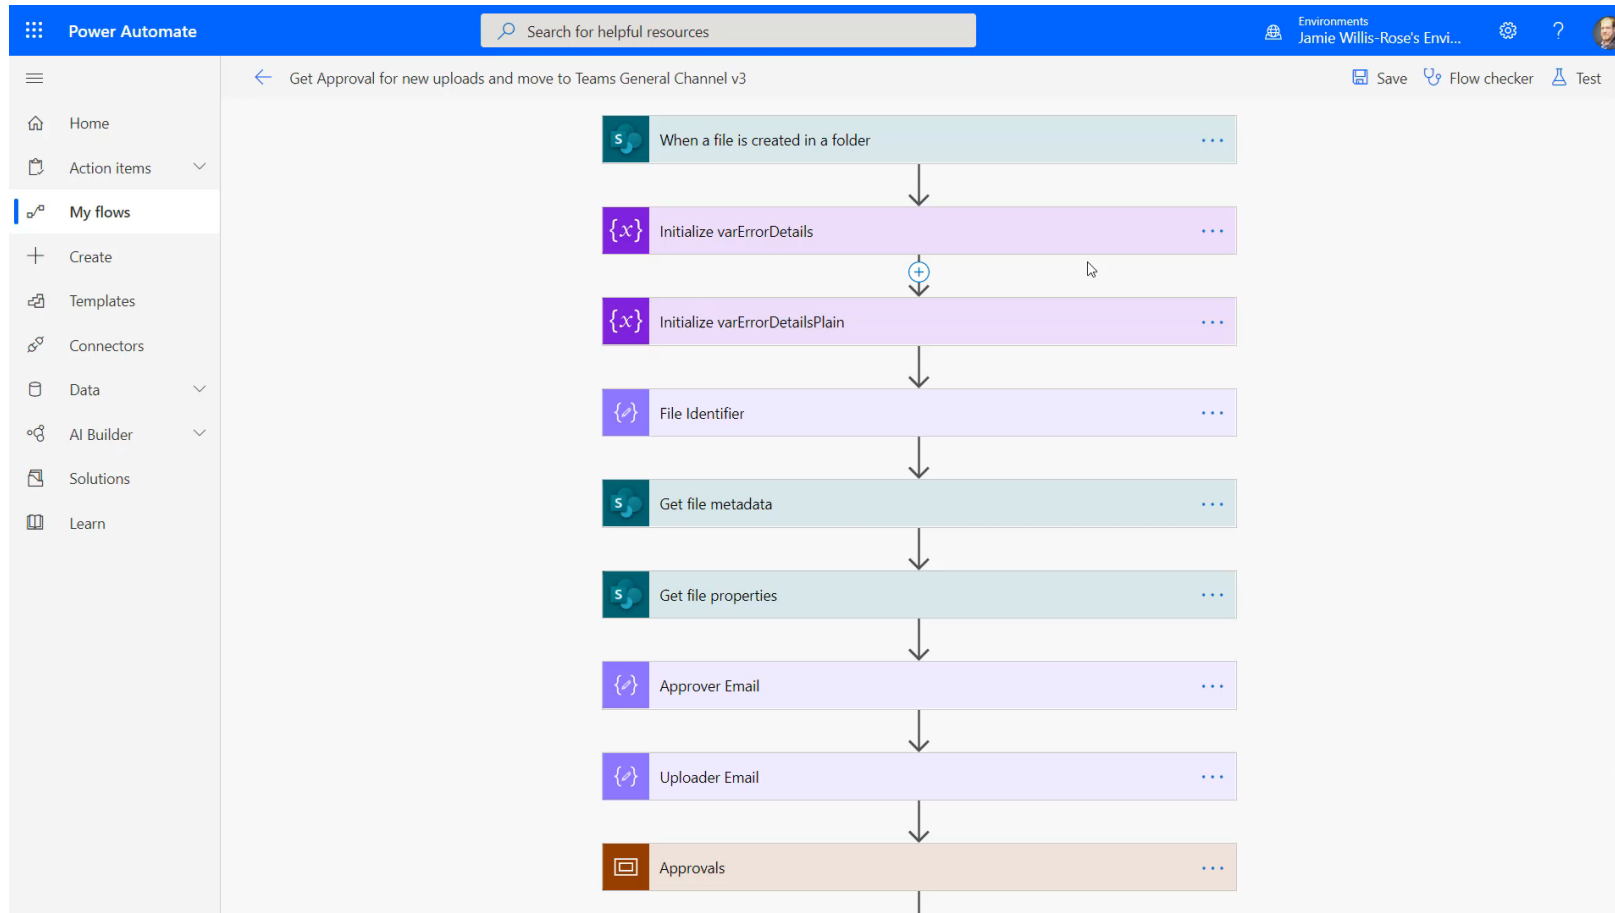 Power Automate
Search for helpful resources
Environments
Jamie Willis-Rose's Envi...
?
Get Approval for new uploads and move to Teams General Channel v3
Save
Flow checker
Test
Home
Action items
My flows
Create
Templates
Connectors
Data
AI Builder
Solutions
Learn
S When a file is created in a folder ...
{x} Initialize varErrorDetails ...
{x} Initialize varErrorDetailsPlain ...
File Identifier ...
S Get file metadata ...
S Get file properties ...
Approver Email ...
Uploader Email ...
Approvals ...